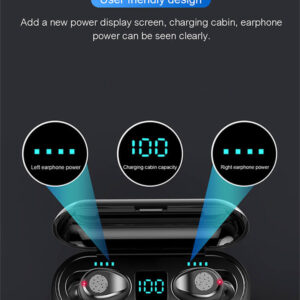 User friendly design
Add a new power display screen, charging cabin, earphone
power can be seen clearly.
100
Left earphone power
Charging cabin capacity
Right earphone power
100